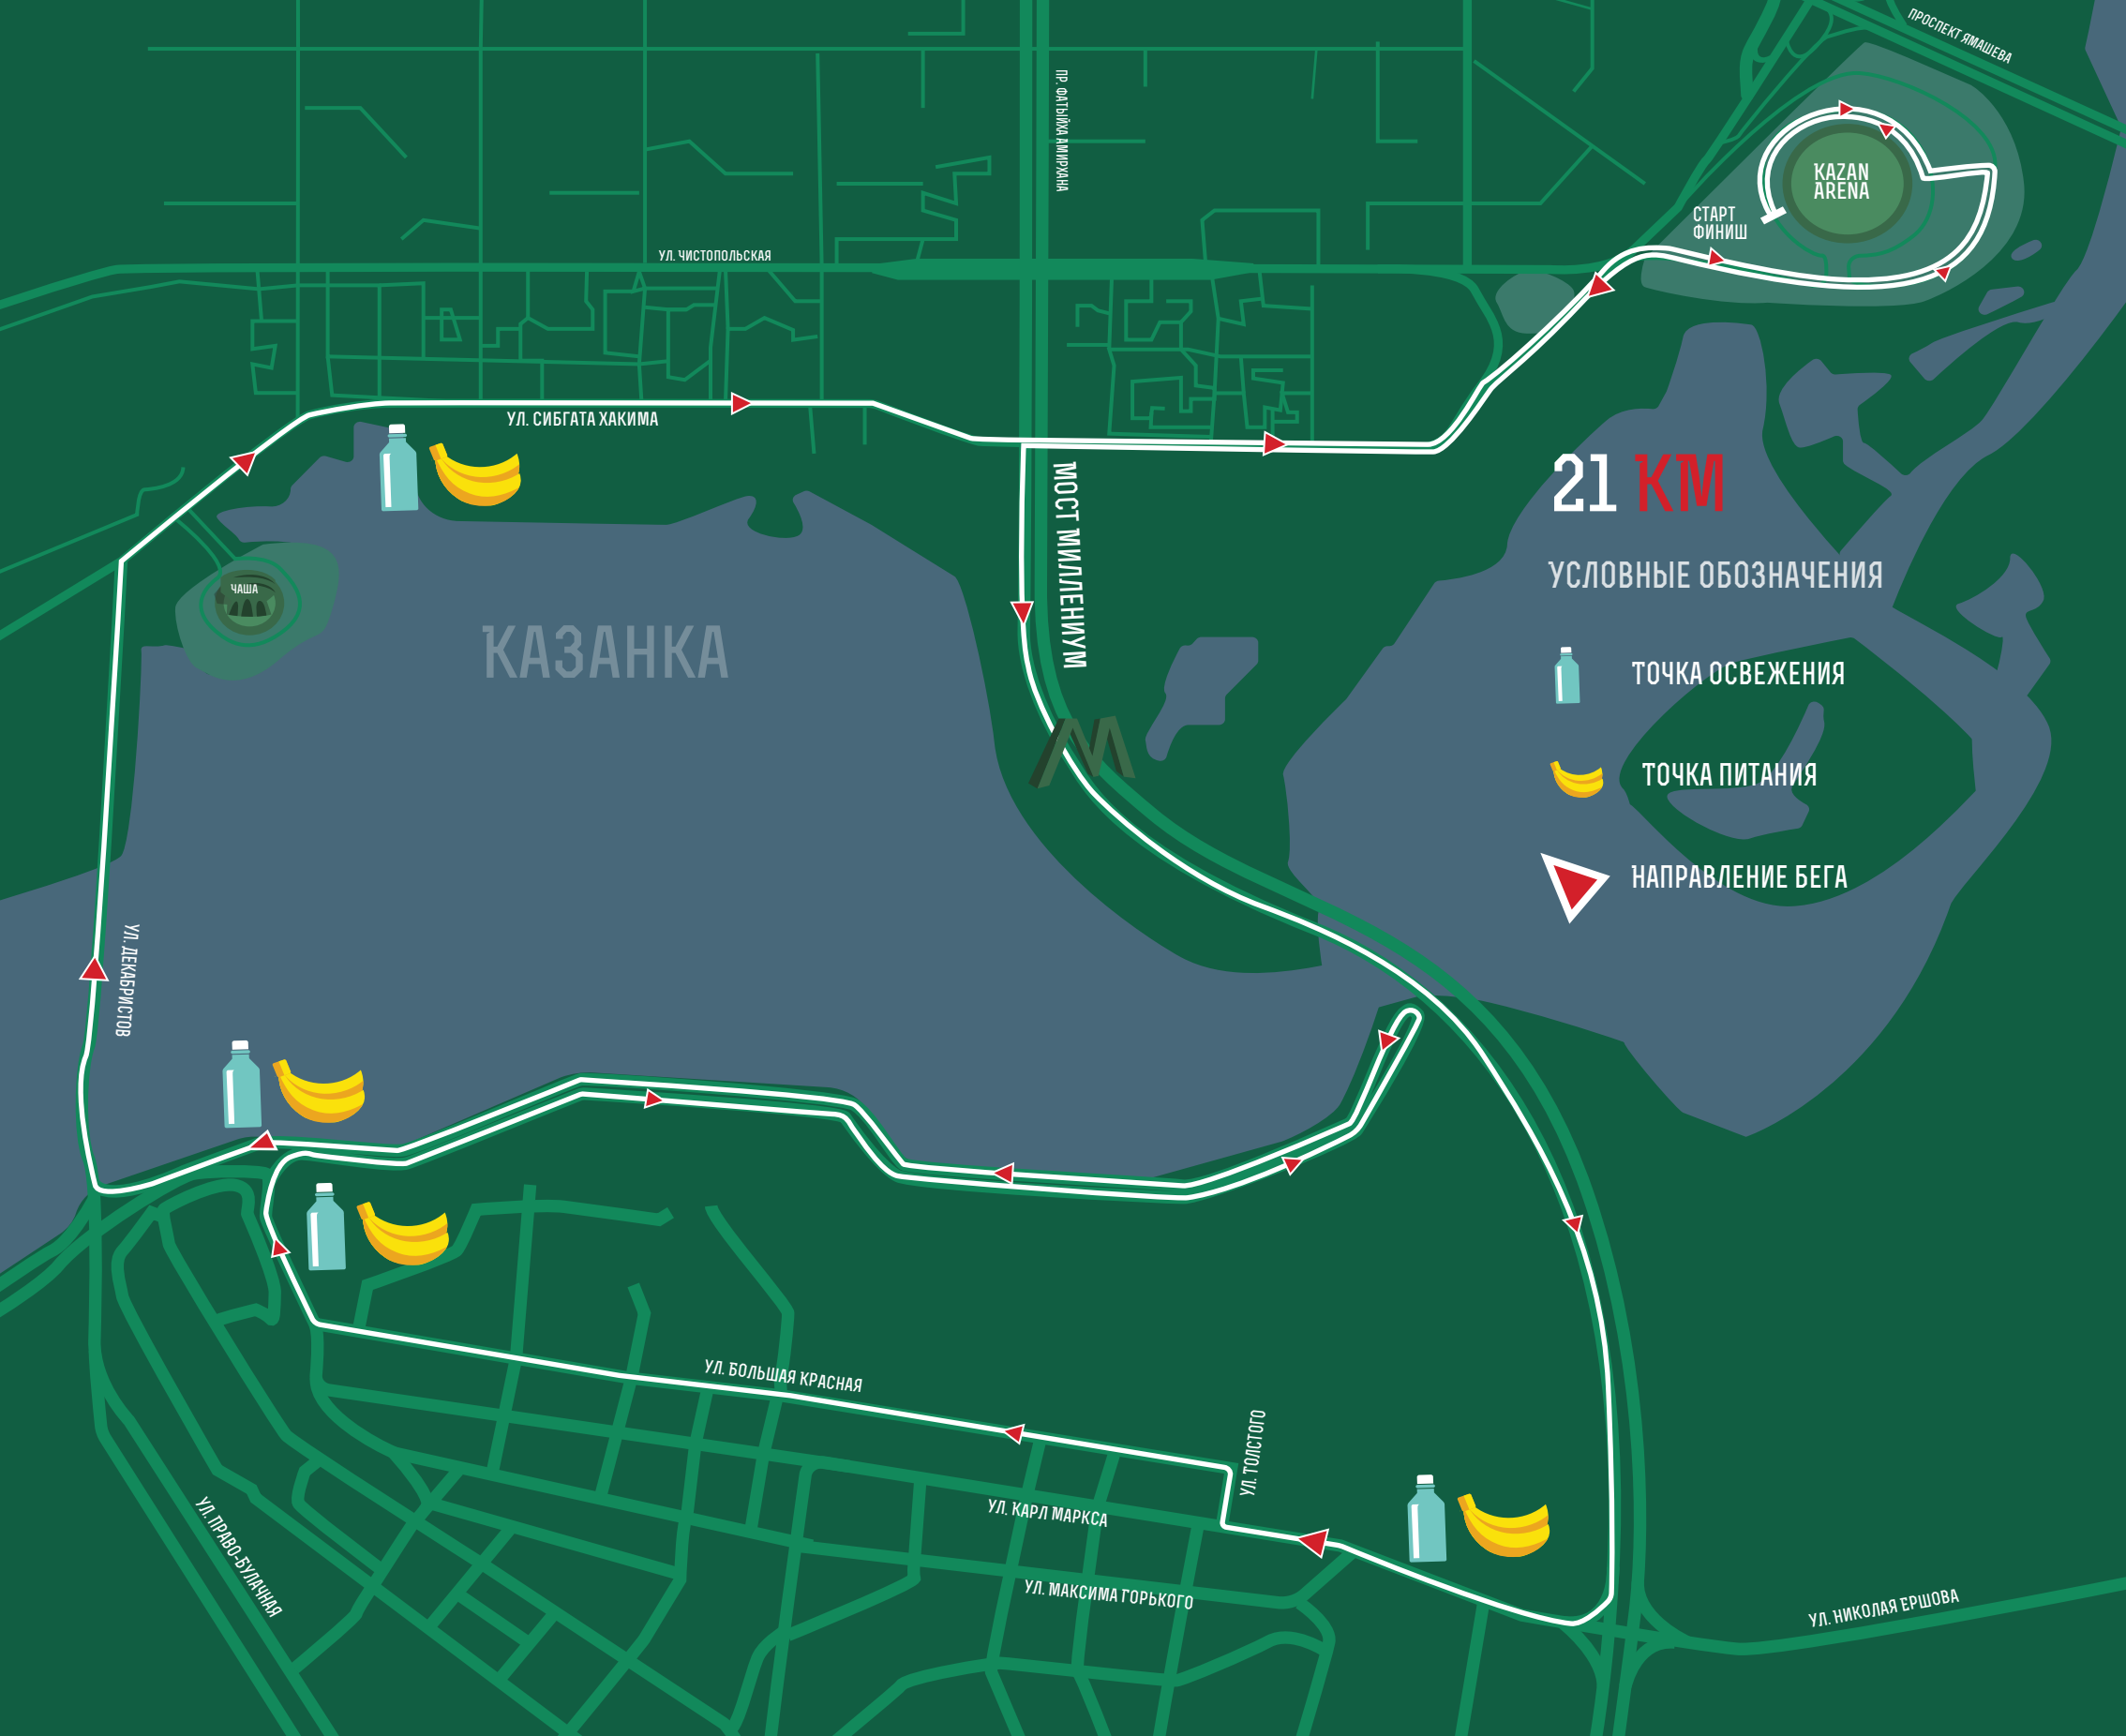 ПРОСПЕКТ ЯМАШЕВА
ПР. ФАТЫЙХА АМИРХАНА
KAZAN
ARENA
СТАРТ
ФИНИШ
УЛ. ЧИСТОПОЛЬСКАЯ
УЛ. СИБГАТА ХАКИМА
МОСТ МИЛЛЕНИУМ
21 КМ
УСЛОВНЫЕ ОБОЗНАЧЕНИЯ
ЧАША
КАЗАНКА
ТОЧКА ОСВЕЖЕНИЯ
ТОЧКА ПИТАНИЯ
НАПРАВЛЕНИЕ БЕГА
УЛ. ДЕКАБРИСТОВ
УЛ. БОЛЬШАЯ КРАСНАЯ
УЛ. ТОЛСТОГО
УЛ. КАРЛ МАРКСА
УЛ. ПРАВО-БУЛАЧНАЯ
УЛ. МАКСИМА ГОРЬКОГО
УЛ. НИКОЛАЯ ЕРШОВА